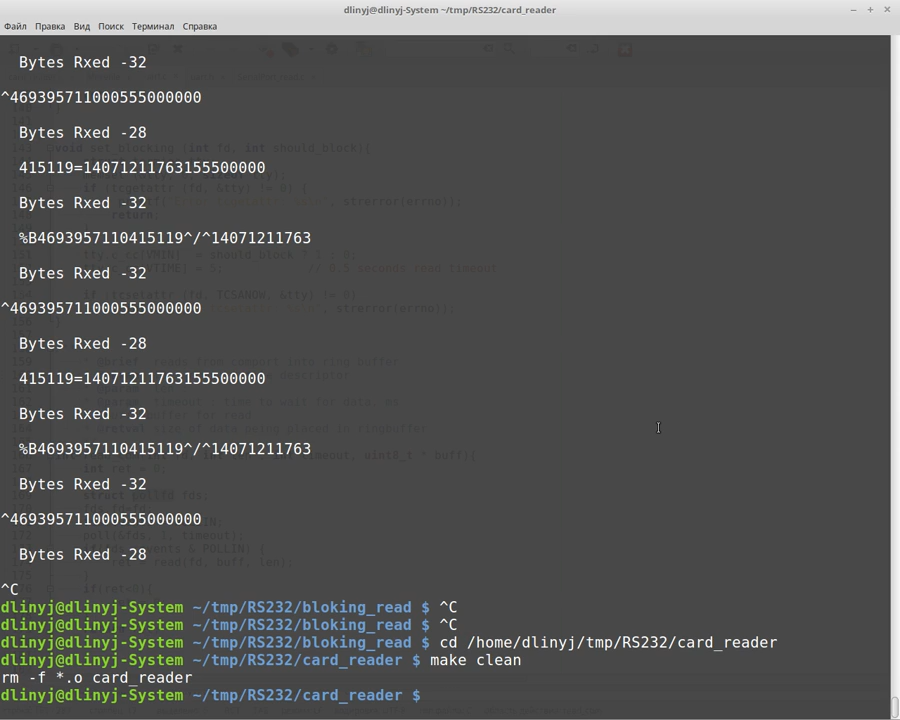 dlinyj@dlinyj-System ~/tmp/RS232/card_reader
Файл Правка Вид Поиск Терминал Справка
Bytes Rxed -32
^469395711000555000000
Bytes Rxed -28
415119=14071211763155500000
Bytes Rxed -32
%B4693957110415119^/^14071211763
Bytes Rxed -32
^469395711000555000000
Bytes Rxed -28
415119=14071211763155500000
Bytes Rxed -32
%B4693957110415119^/^14071211763
Bytes Rxed -32
^469395711000555000000
Bytes Rxed -28
^C
dlinyj@dlinyj-System ~/tmp/RS232/bloking_read $ ^C
dlinyj@dlinyj-System ~/tmp/RS232/bloking_read $ ^C
dlinyj@dlinyj-System ~/tmp/RS232/bloking_read $ cd /home/dlinyj/tmp/RS232/card_reader
dlinyj@dlinyj-System ~/tmp/RS232/card_reader $ make clean
rm -f *.o card_reader
dlinyj@dlinyj-System ~/tmp/RS232/card_reader $